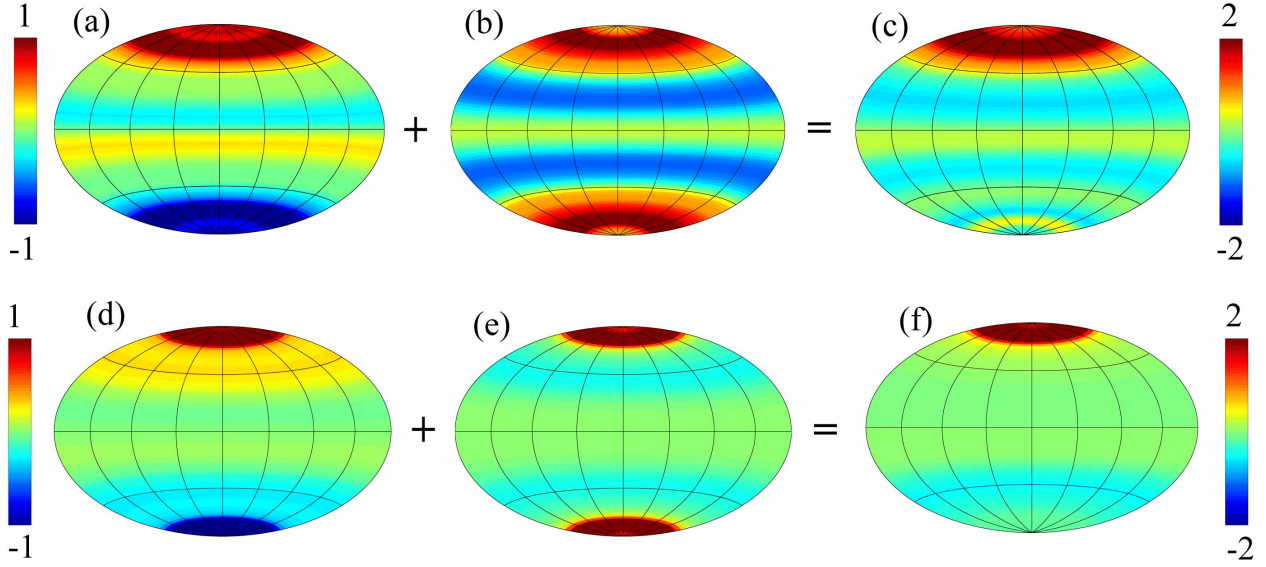 1 (a) (b) (c) 2
+ =
-1 -2
1 (d) (e) (f) 2
+ =
-1 -2